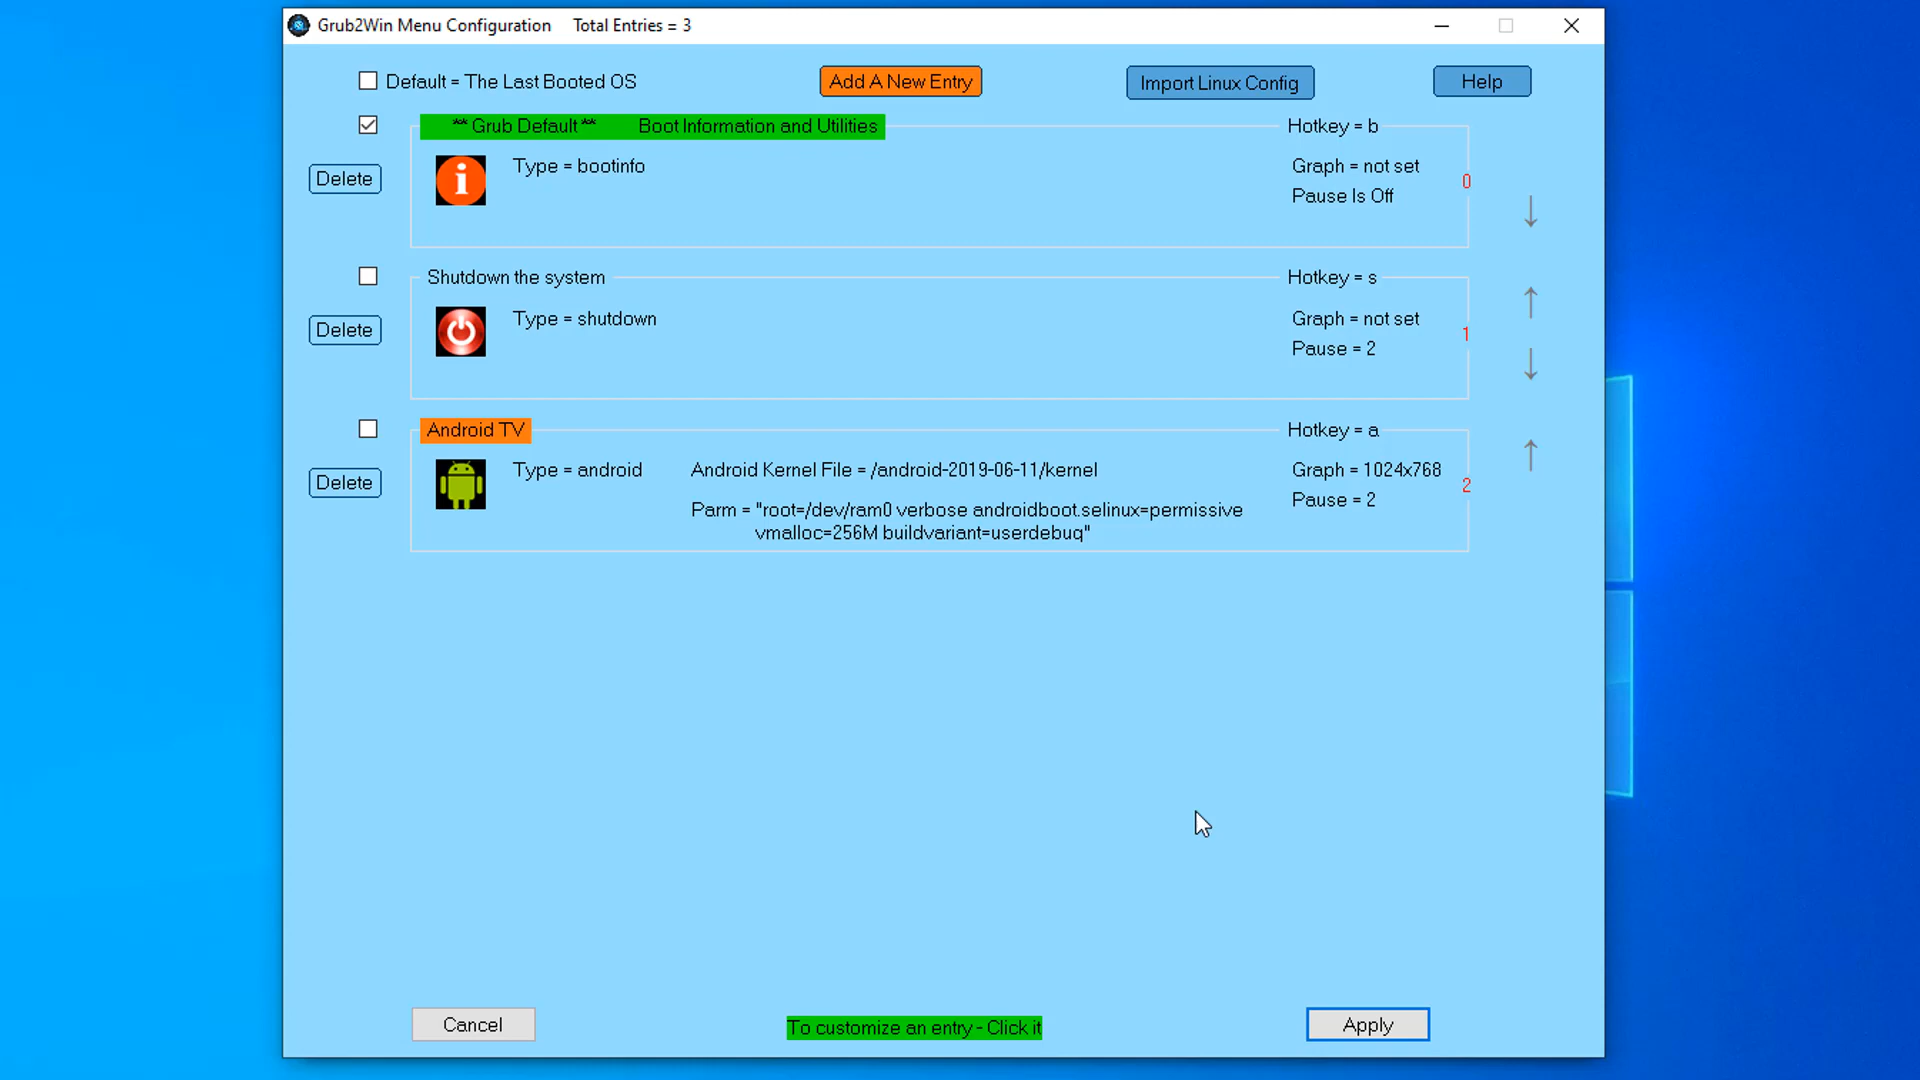 Grub2Win Menu Configuration Total Entries = 3
Default = The Last Booted OS
Add A New Entry
Import Linux Config
Help
** Grub Default ** Boot Information and Utilities
Hotkey = b
Delete
i
Type = bootinfo
Graph = not set
Pause Is Off
0
Shutdown the system
Hotkey = s
Delete
Type = shutdown
Graph = not set
Pause = 2
1
Android TV
Hotkey = a
Delete
Type = android
Android Kernel File = /android-2019-06-11/kernel
Parm = "root=/dev/ram0 verbose androidboot.selinux=permissive
vmalloc=256M buildvariant=userdebug"
Graph = 1024x768
Pause = 2
2
Cancel
To customize an entry - Click it
Apply